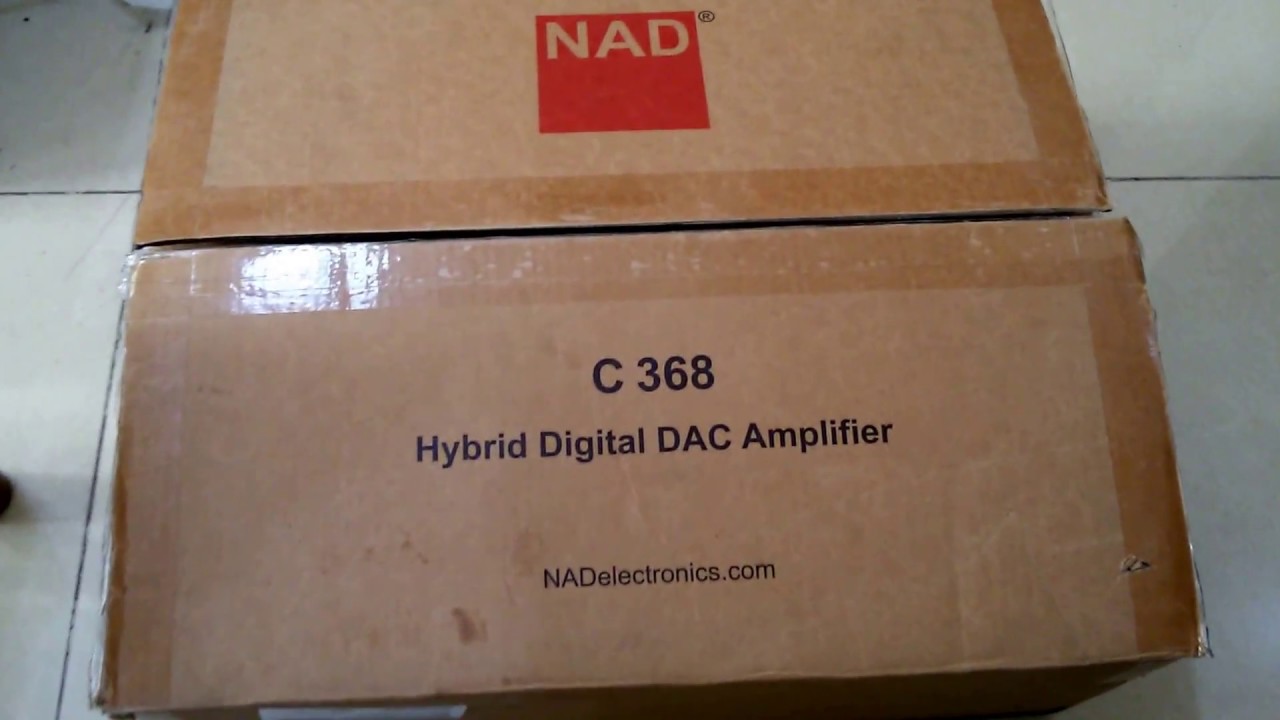 NAD®
C 368
Hybrid Digital DAC Amplifier
NADelectronics.com